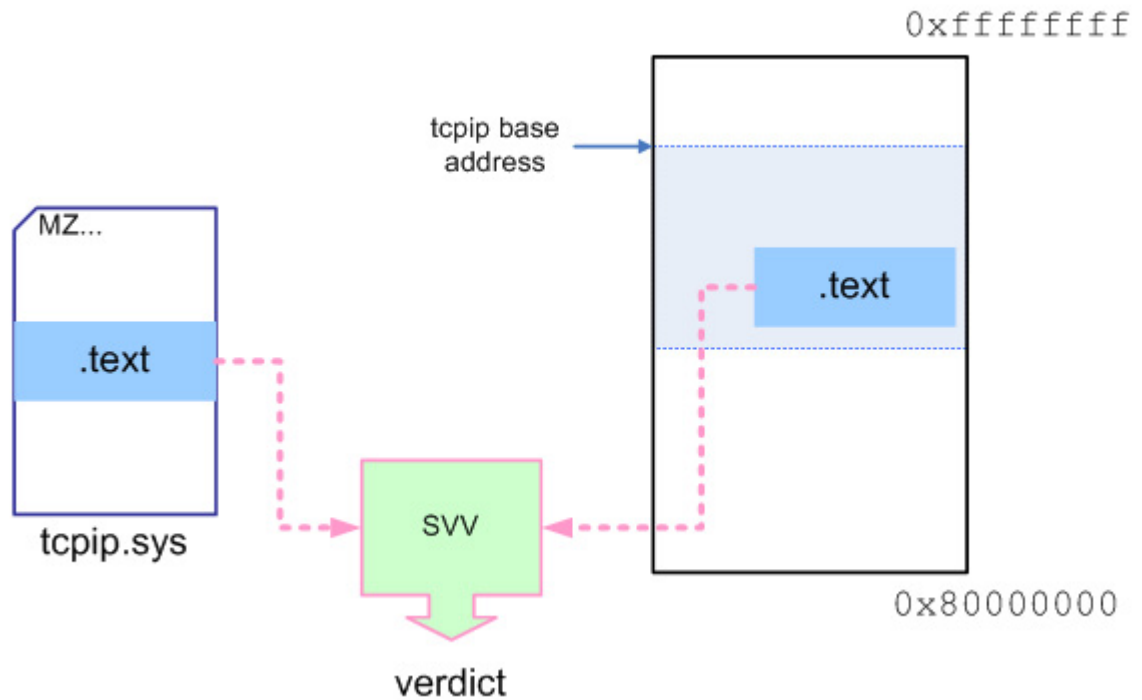 0xffffffff
tcpip base
address
MZ...
.text
.text
SVV
tcpip.sys
0x80000000
verdict